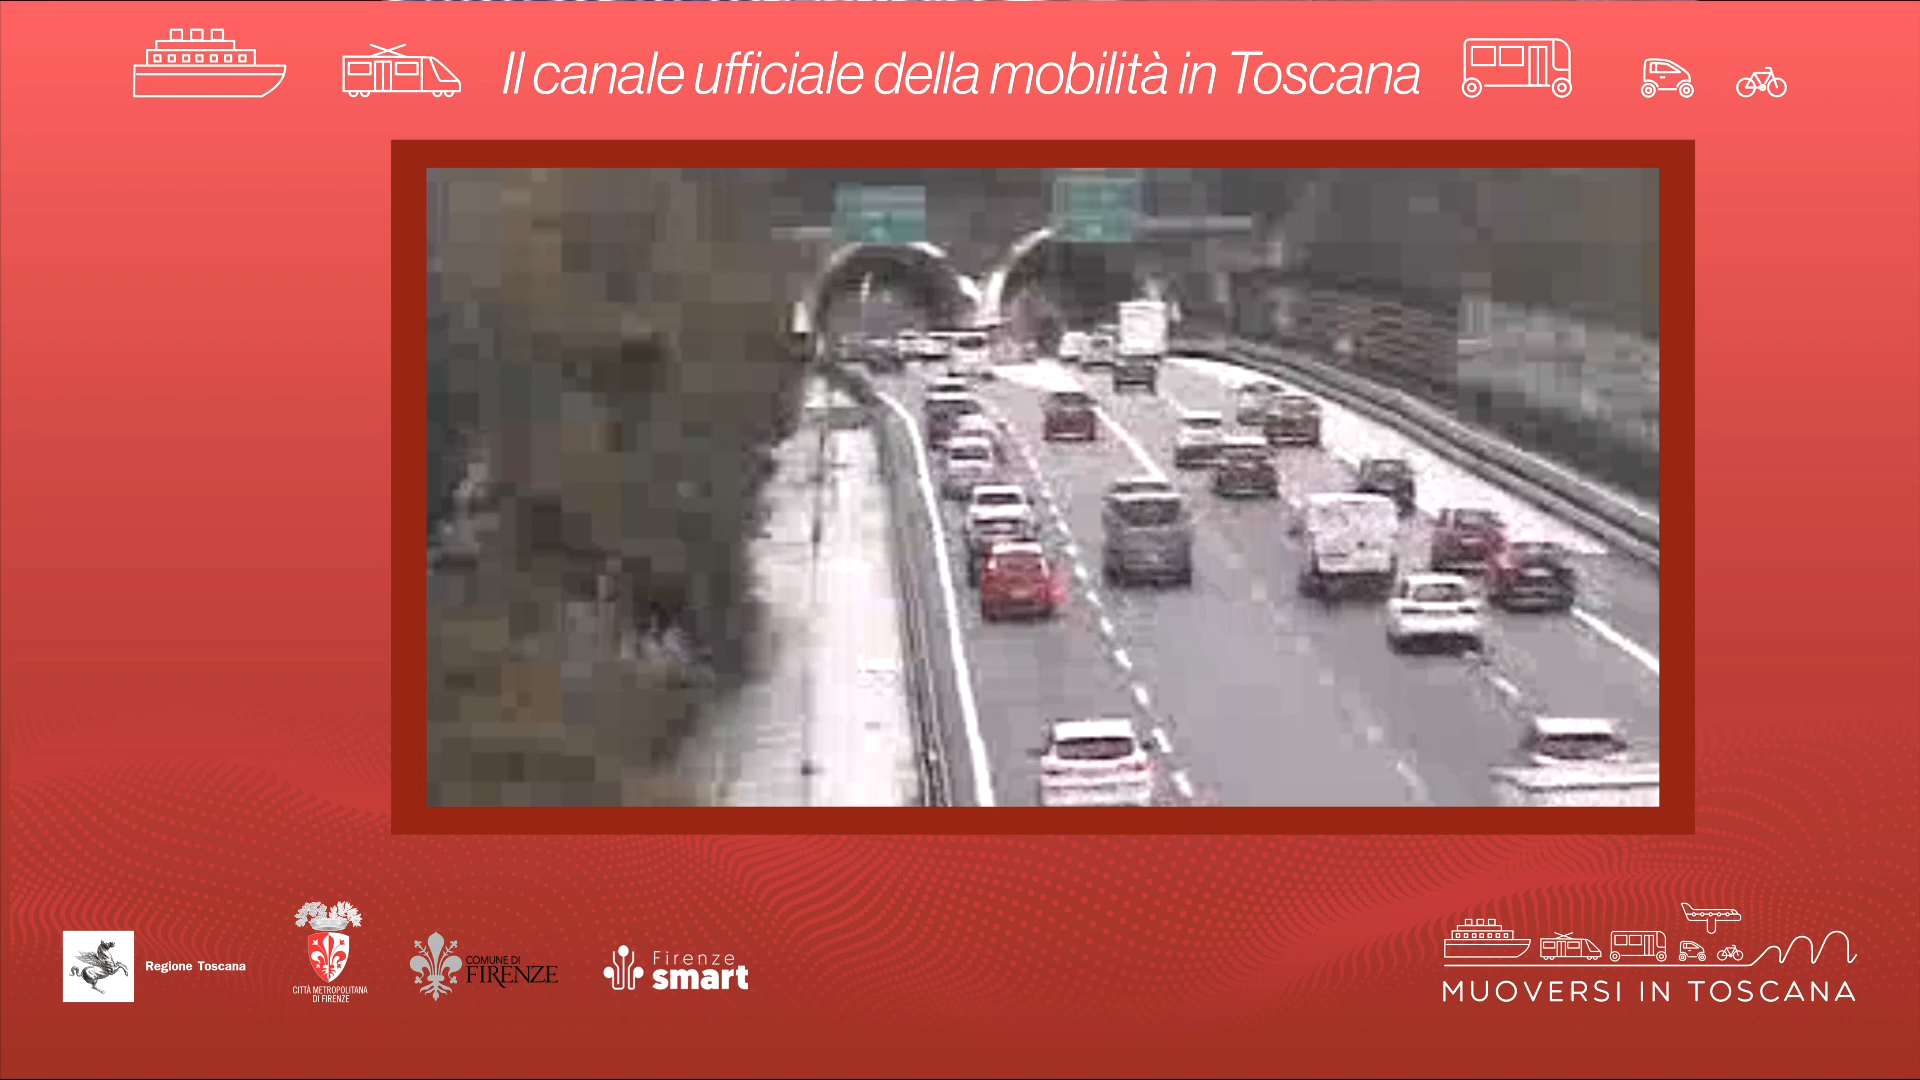 Il canale ufficiale della mobilità in Toscana
Regione Toscana
CITTÀ METROPOLITANA
DI FIRENZE
COMUNE DI
FIRENZE
Firenze
smart
MUOVERSI IN TOSCANA